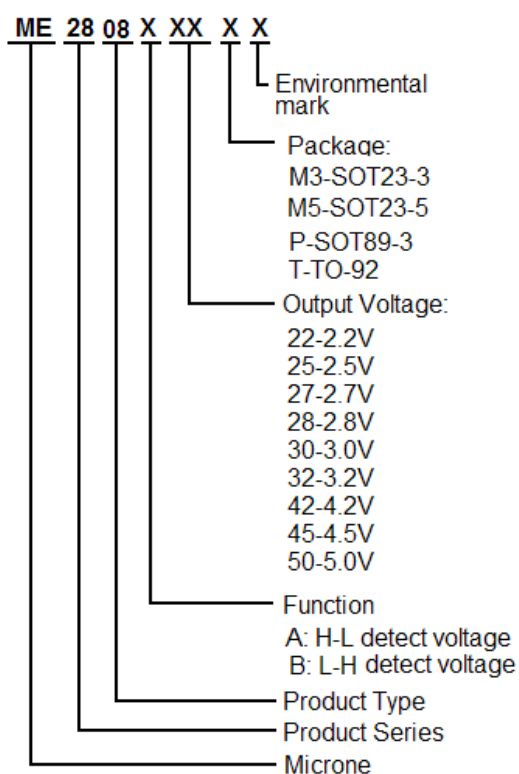 ME 28 08 X XX X X
Environmental
mark
Package:
M3-SOT23-3
M5-SOT23-5
P-SOT89-3
T-TO-92
Output Voltage:
22-2.2V
25-2.5V
27-2.7V
28-2.8V
30-3.0V
32-3.2V
42-4.2V
45-4.5V
50-5.0V
Function
A: H-L detect voltage
B: L-H detect voltage
Product Type
Product Series
Microne